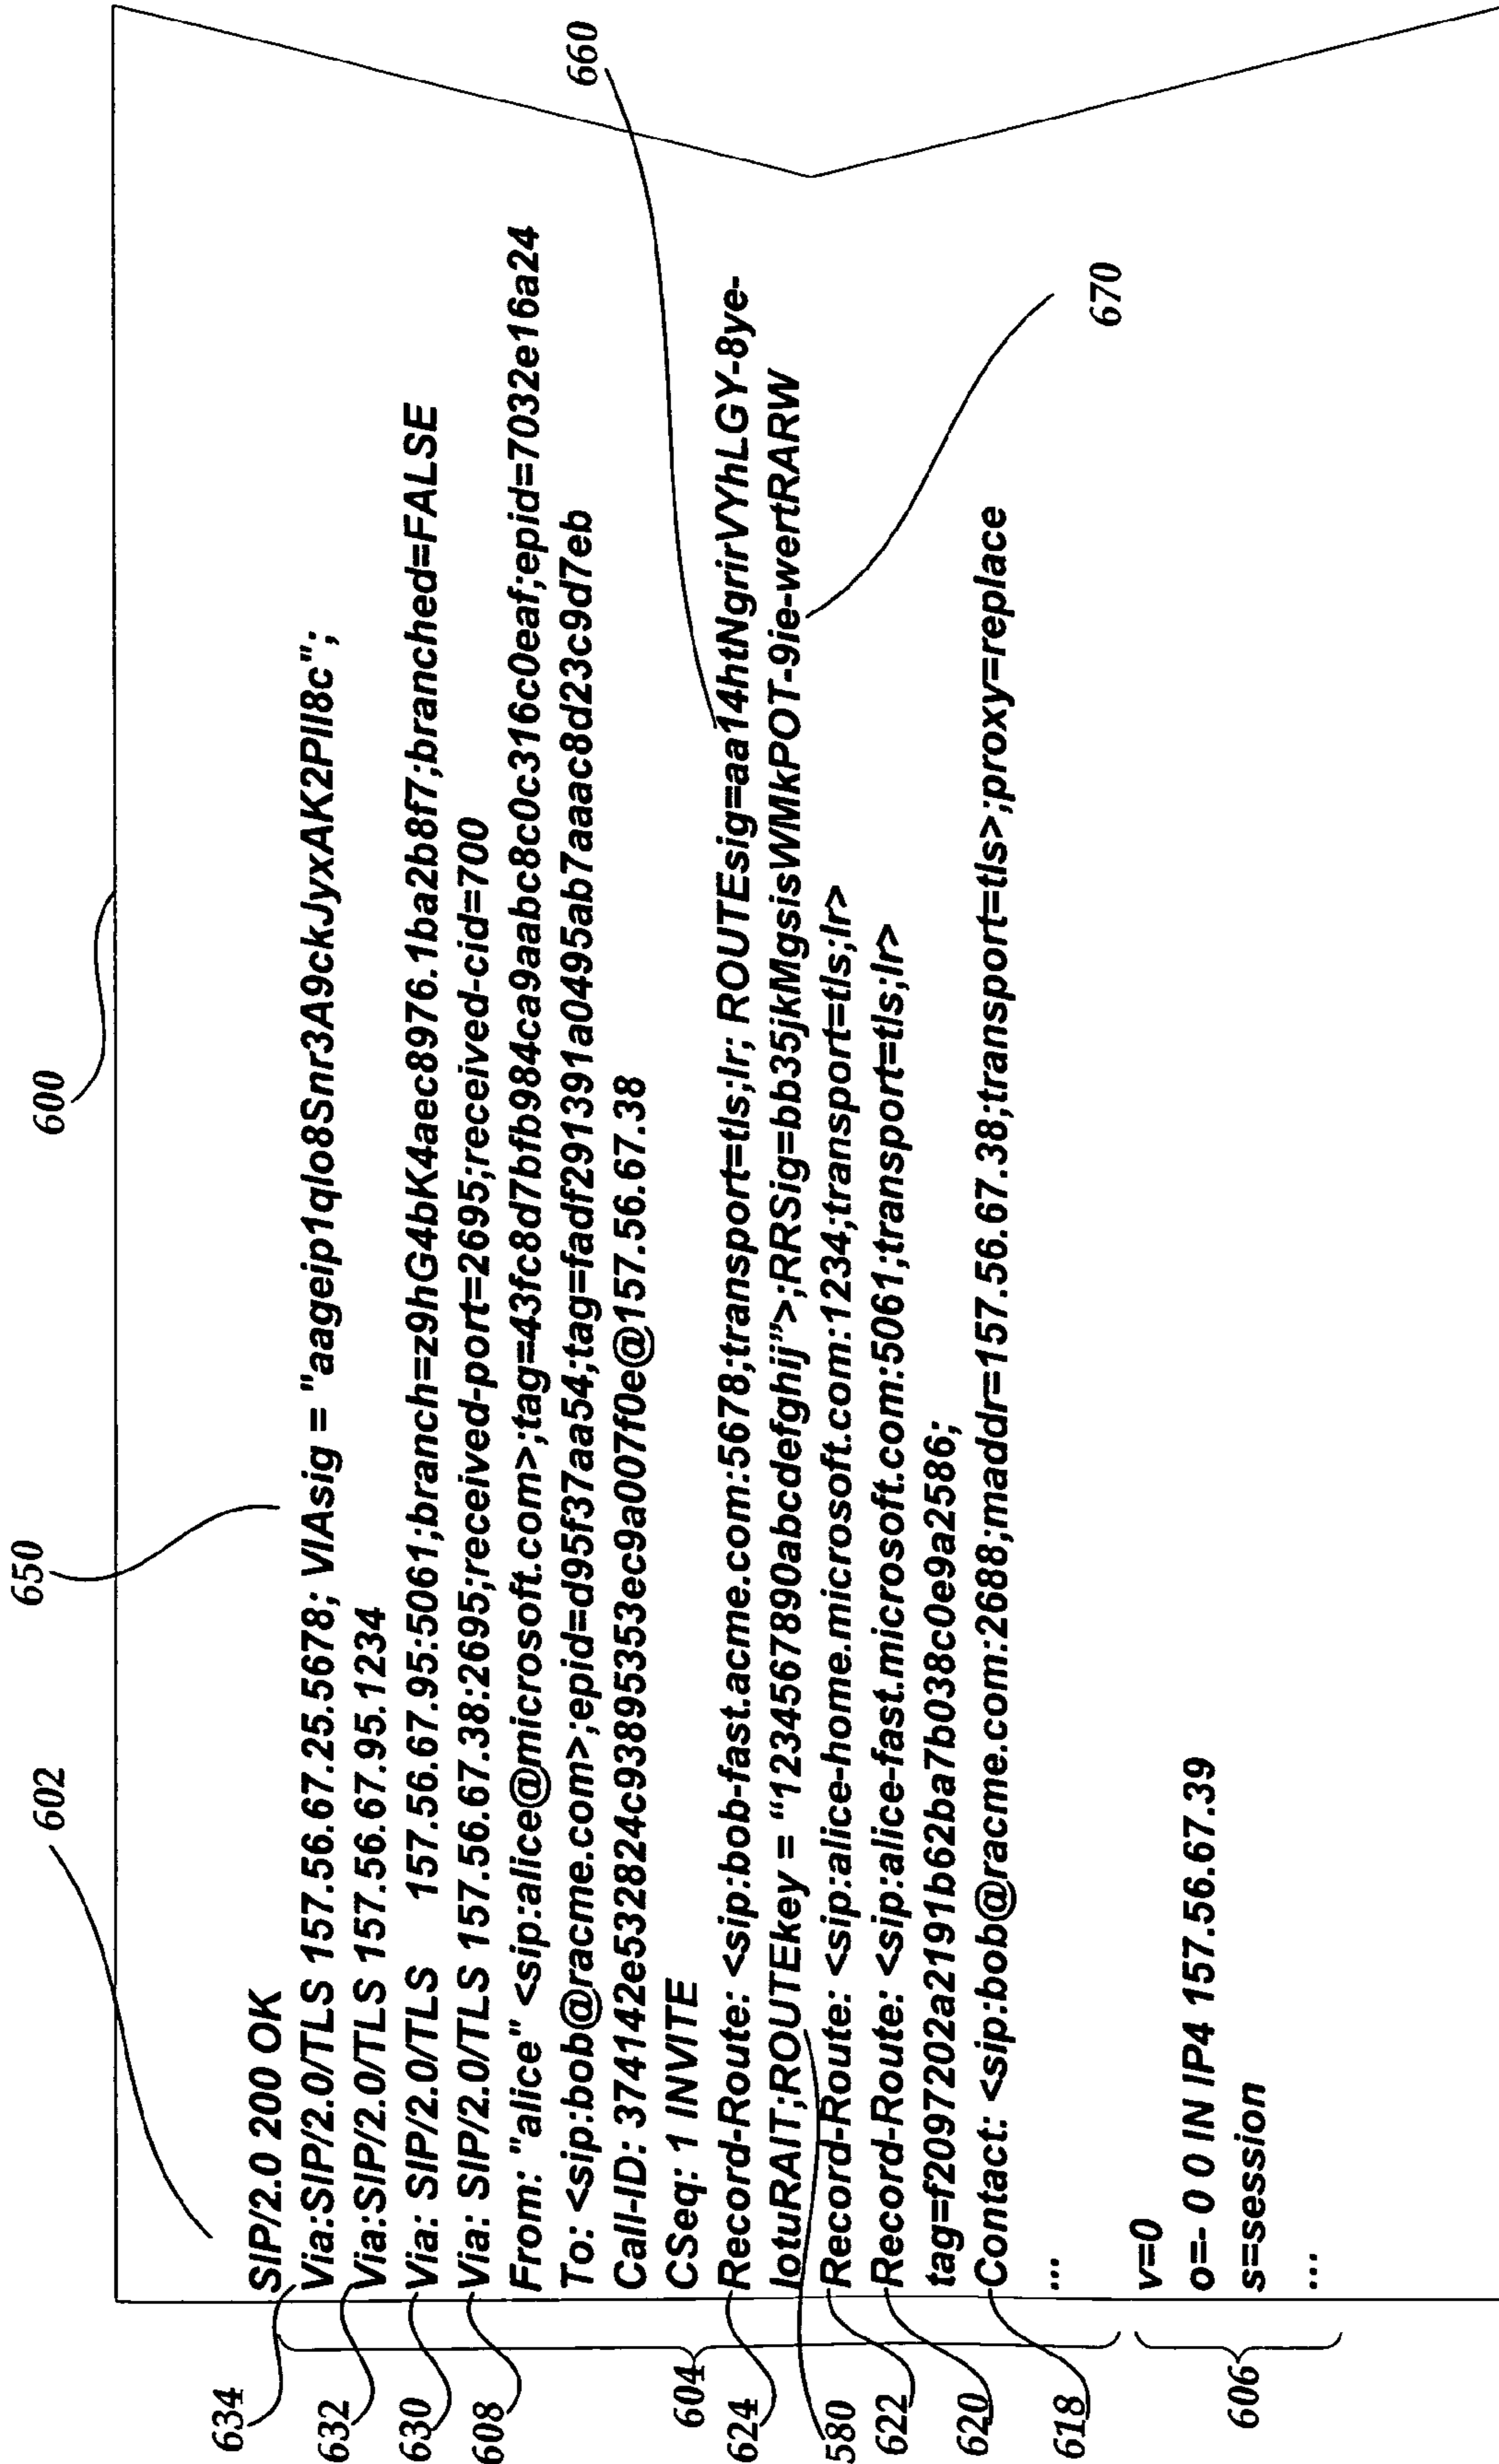 600
650
602
SIP/2.0 200 OK
634 Via:SIP/2.0/TLS 157.56.67.25.5678; VIAsig = "aageip1qlo8Snr3A9ckJyxAK2Pll8c";
632 Via:SIP/2.0/TLS 157.56.67.95.1234
630 Via: SIP/2.0/TLS 157.56.67.95:5061;branch=z9hG4bK4aec8976.1ba2b8f7;branched=FALSE
608 Via: SIP/2.0/TLS 157.56.67.38:2695;received-port=2695;received-cid=700
From: "alice" <sip:alice@microsoft.com>;tag=43fc8d7bfb984ca9aabc8c0c316c0eaf;epid=7032e16a24
To: <sip:bob@racme.com>;epid=d95f37aa54;tag=fadf291391a0495ab7aaac8d23c9d7eb
660
Call-ID: 374142e532824c93895353ec9a007f0e@157.56.67.38
CSeq: 1 INVITE
604
624 Record-Route: <sip:bob-fast.acme.com:5678;transport=tls;lr; ROUTEsig=aa14htNgrirVYhLGY-8ye-
580 lotuRAIT;ROUTEkey = "1234567890abcdefghij">;RRSig=bb35jkMgsisWMkPOT-9ie-wertRARW
622 Record-Route: <sip:alice-home.microsoft.com:1234;transport=tls;lr>
620 Record-Route: <sip:alice-fast.microsoft.com:5061;transport=tls;lr>
tag=f2097202a2191b62ba7b038c0e9a2586;
618 Contact: <sip:bob@racme.com:2688;maddr=157.56.67.38;transport=tls>;proxy=replace
670
...
v=0
o=- 0 0 IN IP4 157.56.67.39
606
s=session
...